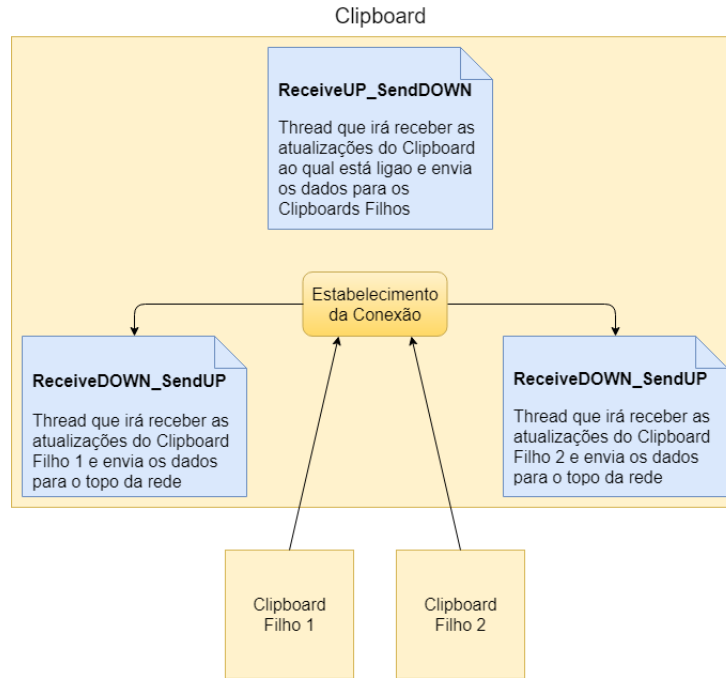 Clipboard
ReceiveUP_SendDOWN
Thread que irá receber as
atualizações do Clipboard
ao qual está ligao e envia
os dados para os
Clipboards Filhos
Estabelecimento
da Conexão
ReceiveDOWN_SendUP
Thread que irá receber as
atualizações do Clipboard
Filho 1 e envia os dados
para o topo da rede
ReceiveDOWN_SendUP
Thread que irá receber as
atualizações do Clipboard
Filho 2 e envia os dados
para o topo da rede
Clipboard
Filho 1
Clipboard
Filho 2